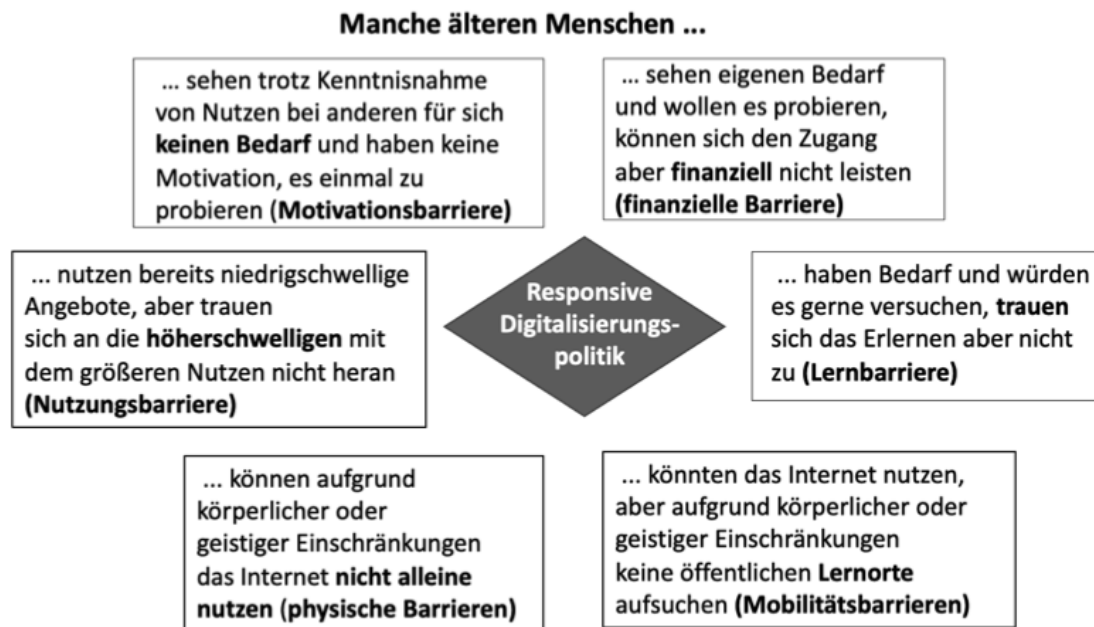 Manche älteren Menschen ...
... sehen trotz Kenntnisnahme
von Nutzen bei anderen für sich
keinen Bedarf und haben keine
Motivation, es einmal zu
probieren (Motivationsbarriere)
... sehen eigenen Bedarf
und wollen es probieren,
können sich den Zugang
aber finanziell nicht leisten
(finanzielle Barriere)
... nutzen bereits niedrigschwellige
Angebote, aber trauen
sich an die höherschwelligen mit
dem größeren Nutzen nicht heran
(Nutzungsbarriere)
Responsive
Digitalisierungs-
politik
... haben Bedarf und würden
es gerne versuchen, trauen
sich das Erlernen aber nicht
zu (Lernbarriere)
... können aufgrund
körperlicher oder
geistiger Einschränkungen
das Internet nicht alleine
nutzen (physische Barrieren)
... könnten das Internet nutzen,
aber aufgrund körperlicher oder
geistiger Einschränkungen
keine öffentlichen Lernorte
aufsuchen (Mobilitätsbarrieren)